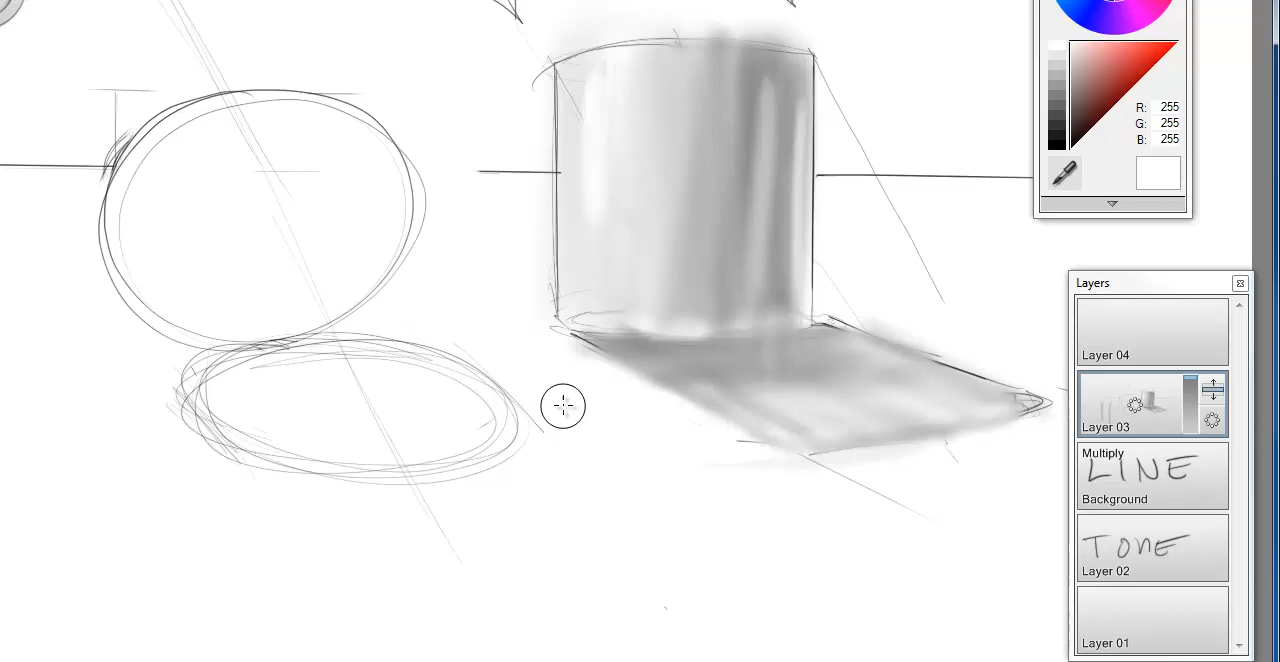 R: 255
G: 255
B: 255
Layers
Layer 04
Layer 03
Multiply
LINE
Background
TONE
Layer 02
Layer 01